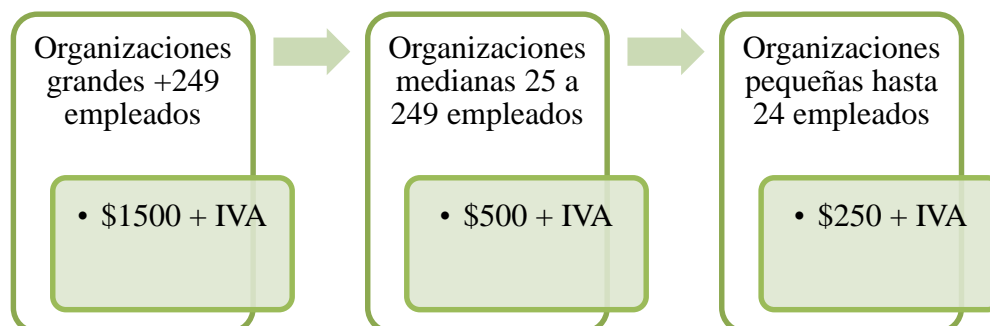 Organizaciones
grandes +249
empleados
• $1500 + IVA
Organizaciones
medianas 25 a
249 empleados
• $500 + IVA
Organizaciones
pequeñas hasta
24 empleados
• $250 + IVA